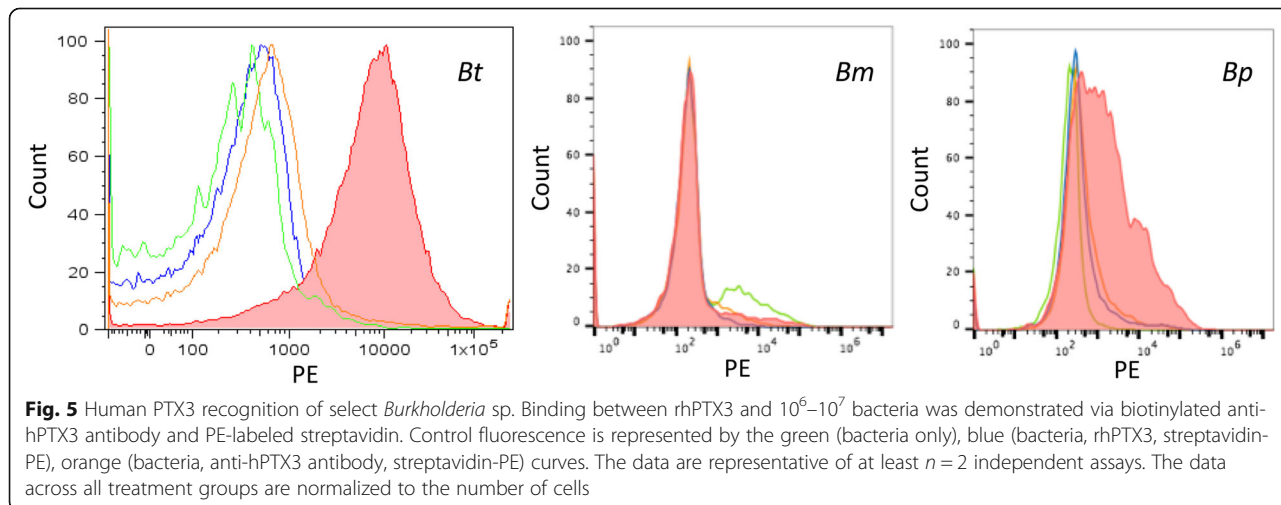 100
80
60
40
20
0
Count
Bt
0 100 1000 10000 1x10⁵
PE
100
80
60
40
20
0
Count
Bm
10⁰ 10² 10⁴ 10⁶
PE
100
80
60
40
20
0
Count
Bp
10⁰ 10² 10⁴ 10⁶
PE
Fig. 5 Human PTX3 recognition of select Burkholderia sp. Binding between rhPTX3 and 10⁶–10⁷ bacteria was demonstrated via biotinylated anti-
hPTX3 antibody and PE-labeled streptavidin. Control fluorescence is represented by the green (bacteria only), blue (bacteria, rhPTX3, streptavidin-
PE), orange (bacteria, anti-hPTX3 antibody, streptavidin-PE) curves. The data are representative of at least n = 2 independent assays. The data
across all treatment groups are normalized to the number of cells